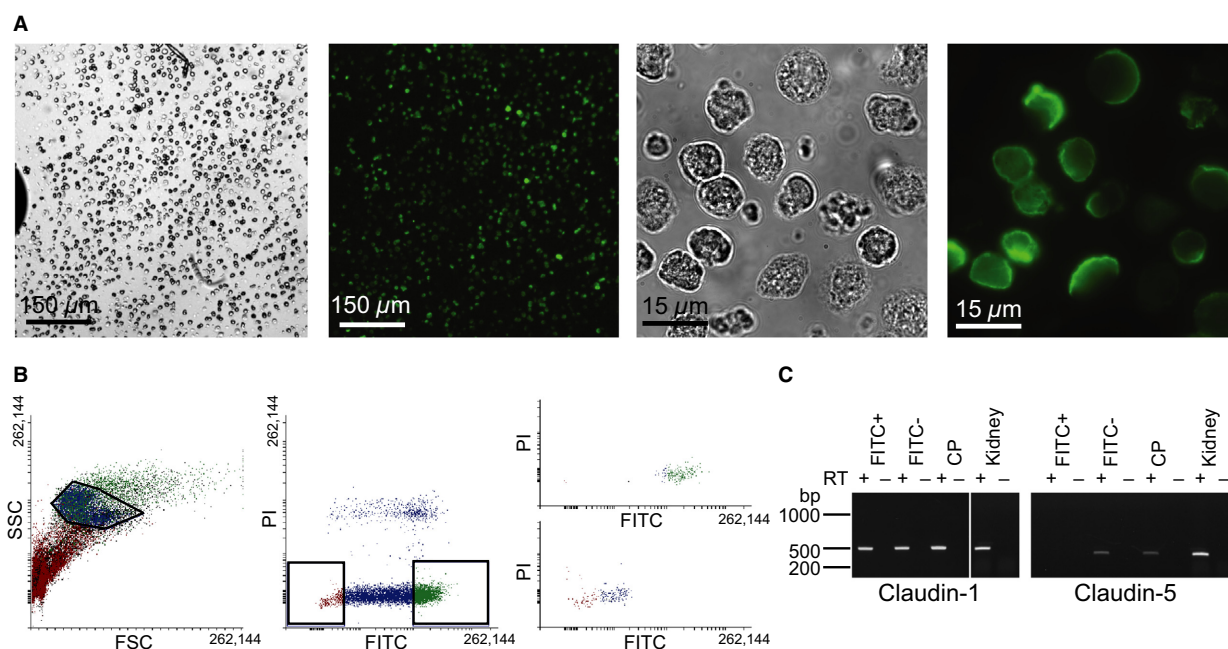 A
150 µm
150 µm
15 µm
15 µm
B
262,144
SSC
FSC
262,144
262,144
PI
FITC
262,144
PI
FITC
262,144
PI
FITC
262,144
C
FITC+
FITC-
CP
Kidney
FITC+
FITC-
CP
Kidney
RT + – + – + – + – + – + – + – + –
bp
1000
500
200
Claudin-1
Claudin-5